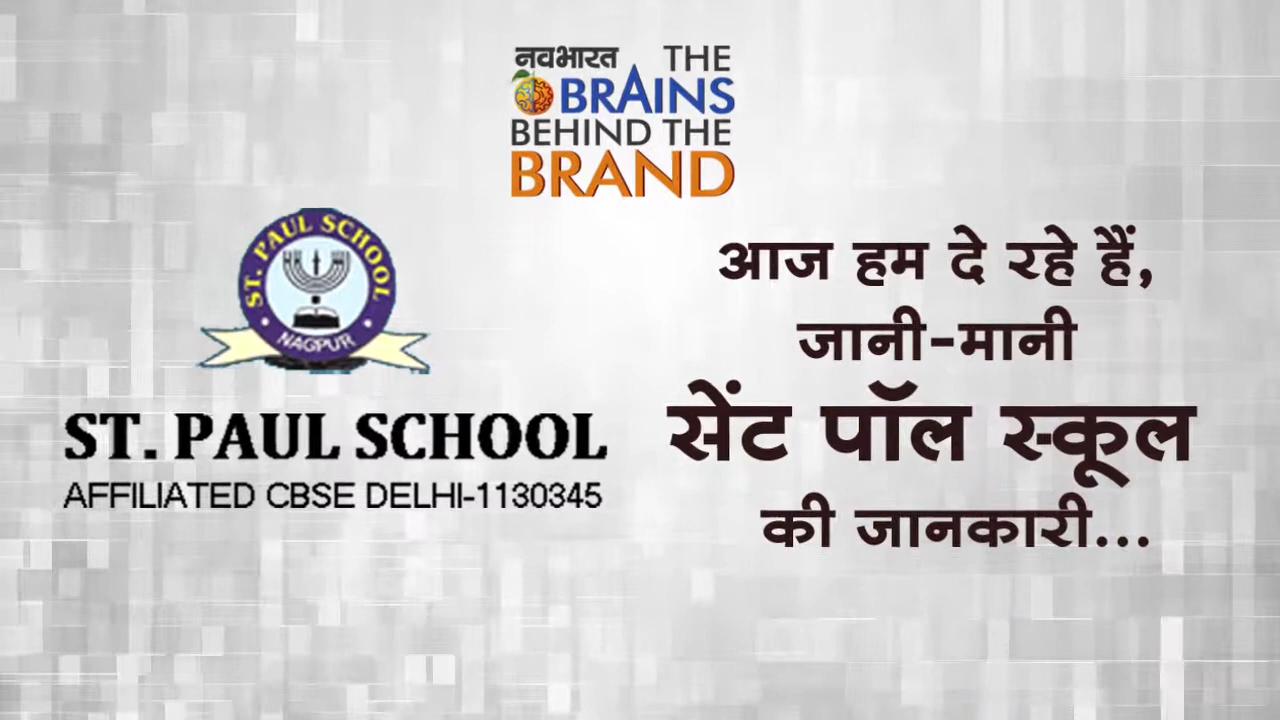 नवभारत THE
BRAINS
BEHIND THE
BRAND
ST. PAUL SCHOOL
NAGPUR
ST. PAUL SCHOOL
AFFILIATED CBSE DELHI-1130345
आज हम दे रहे हैं,
जानी-मानी
सेंट पॉल स्कूल
की जानकारी...